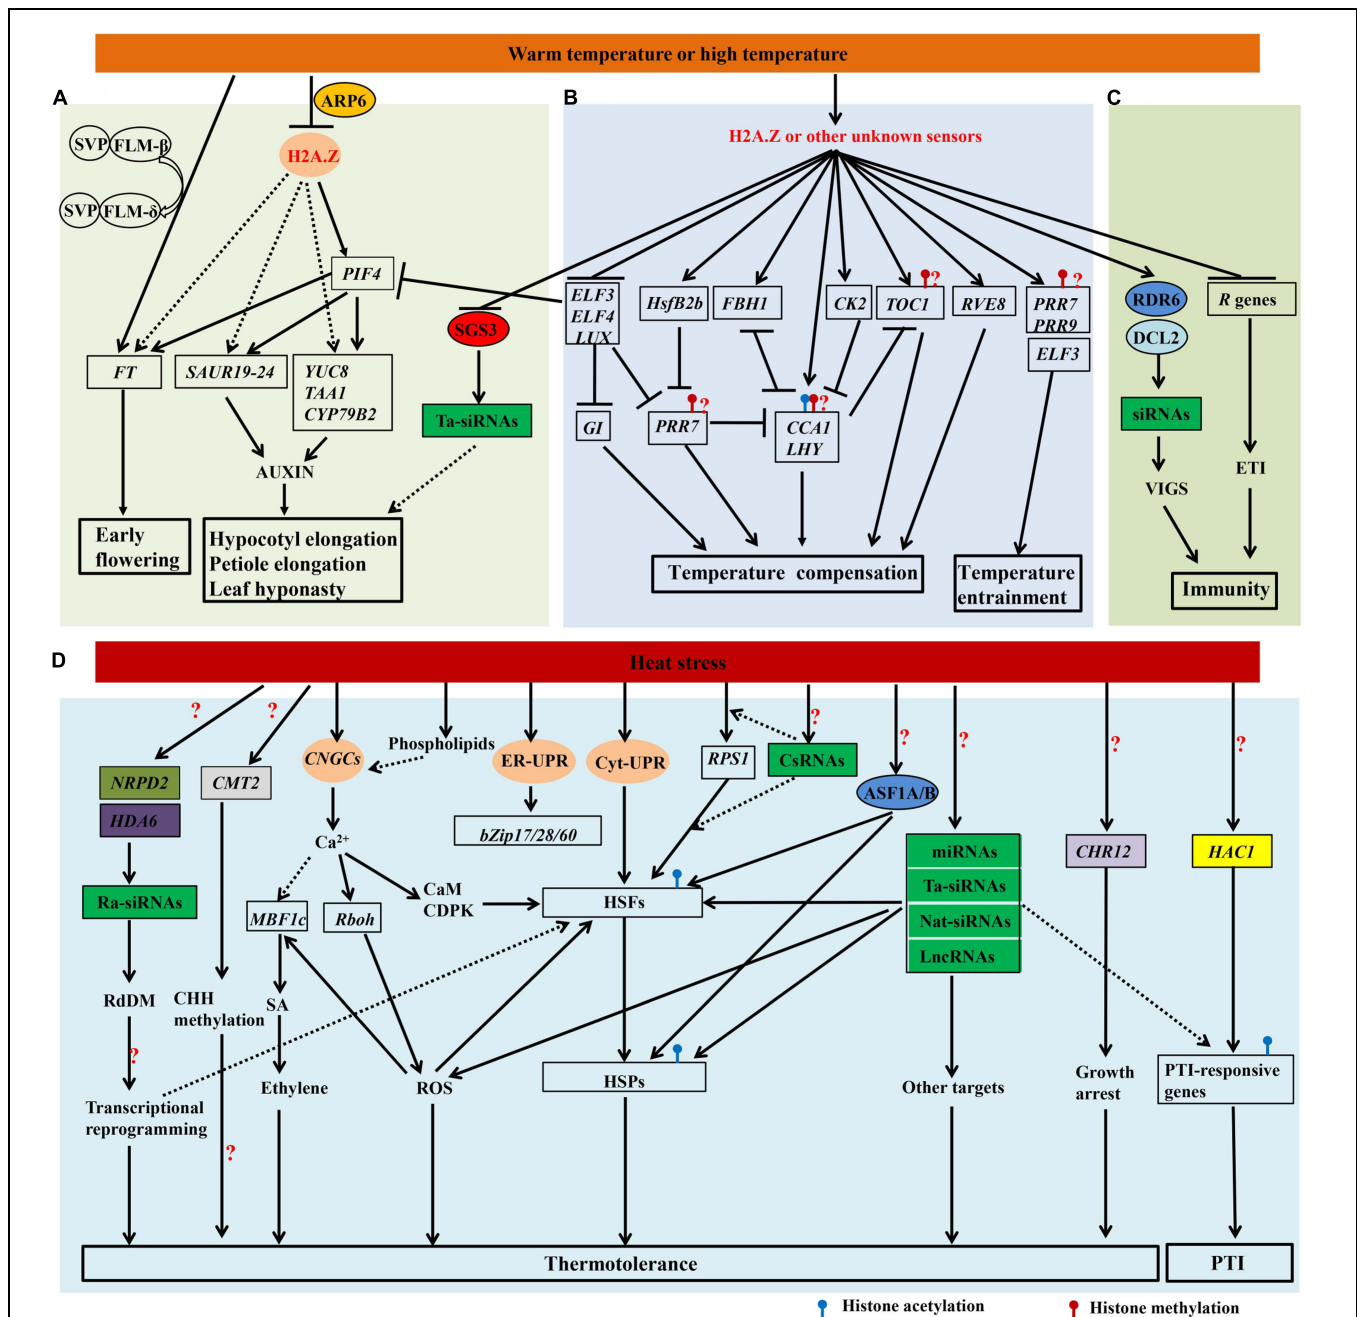 Warm temperature or high temperature
A
ARP6
SVP FLM-β
H2A.Z
SVP FLM-δ
PIF4
SGS3
FT
SAUR19-24
YUC8
TAA1
CYP79B2
Ta-siRNAs
AUXIN
Early
flowering
Hypocotyl elongation
Petiole elongation
Leaf hyponasty
B
H2A.Z or other unknown sensors
ELF3
ELF4
LUX
HsfB2b
FBH1
CK2
TOC1
?
RVE8
?
PRR7
PRR9
ELF3
GI
PRR7
?
?
CCA1
LHY
Temperature compensation
Temperature
entrainment
C
RDR6
DCL2
R genes
siRNAs
ETI
VIGS
Immunity
D
Heat stress
?
?
?
?
?
?
?
NRPD2
HDA6
CMT2
CNGCs
Phospholipids
ER-UPR
Cyt-UPR
RPS1
CsRNAs
ASF1A/B
bZip17/28/60
Ca2+
miRNAs
Ta-siRNAs
Nat-siRNAs
LncRNAs
CHR12
HAC1
Ra-siRNAs
MBF1c
Rboh
CaM
CDPK
HSFs
RdDM
CHH
methylation
SA
?
Ethylene
ROS
HSPs
Other targets
Growth
arrest
PTI-responsive
genes
Transcriptional
reprogramming
?
Thermotolerance
PTI
Histone acetylation
Histone methylation